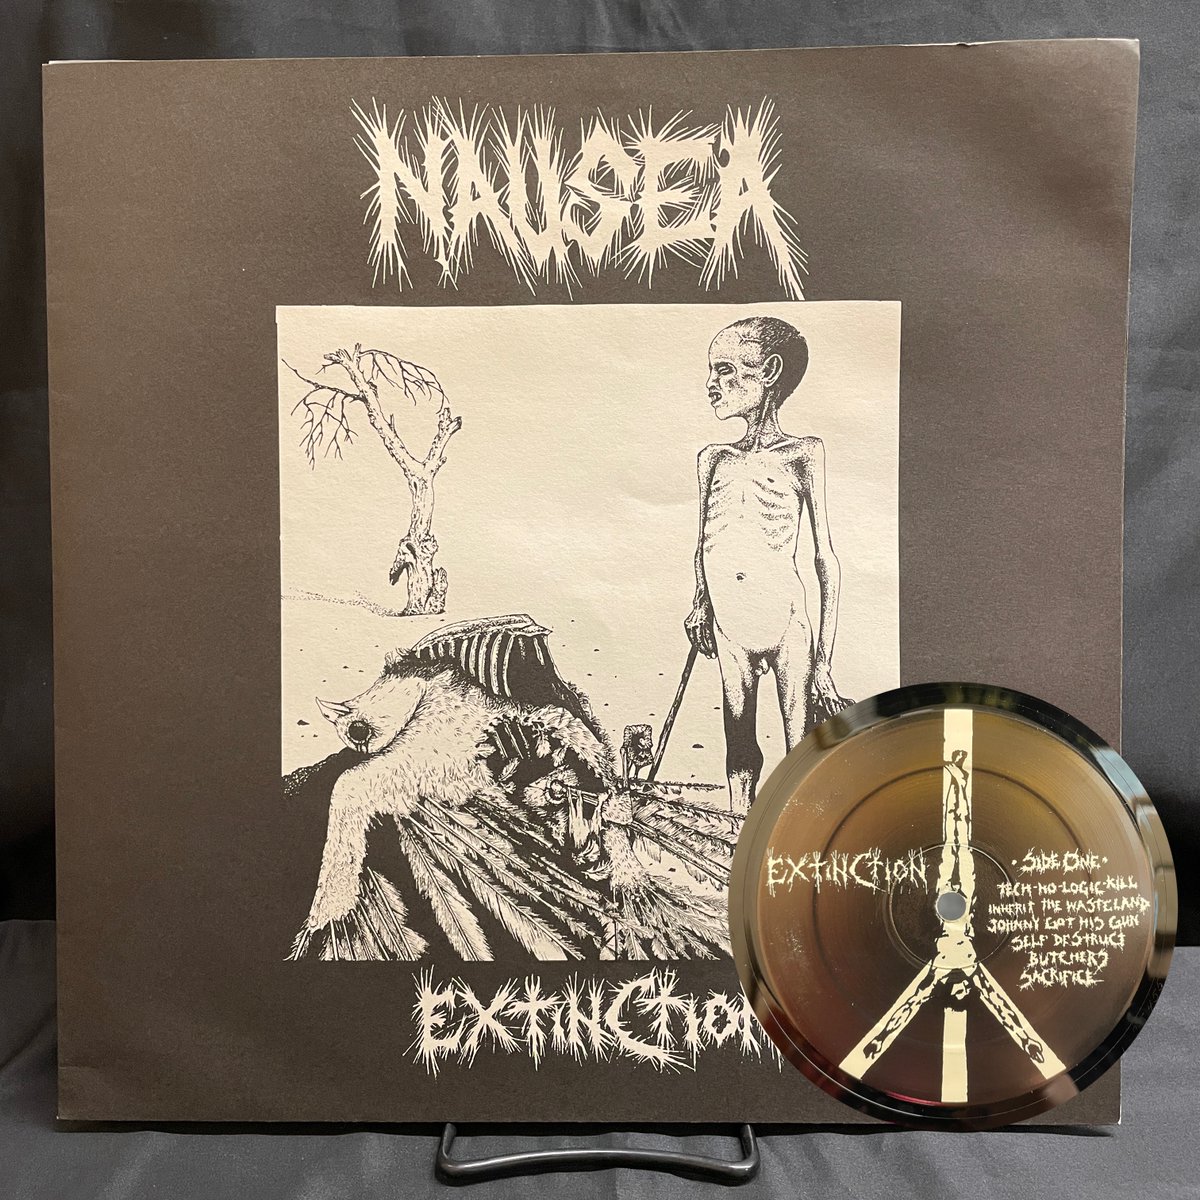 NAUSEA
EXTINCTION
EXTINCTION
· SIDE ONE ·
TECH-NO-LOGIC-KILL
INHERIT THE WASTELAND
JOHNNY GOT HIS GUN
SELF DESTRUCT
BUTCHERS
SACRIFICE